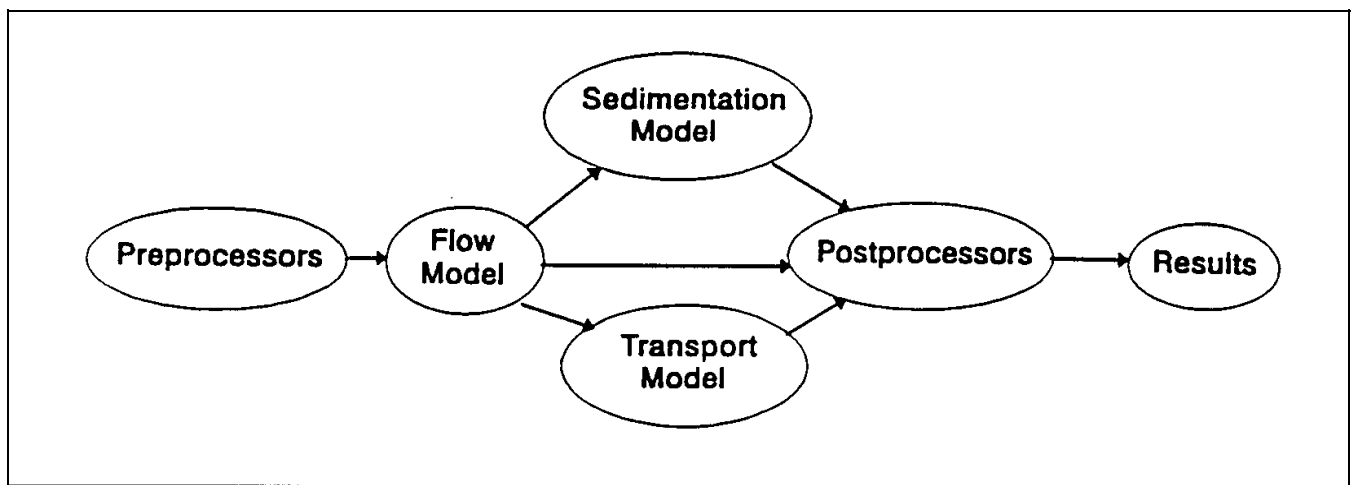 Sedimentation
Model
Preprocessors
Flow
Model
Postprocessors
Results
Transport
Model